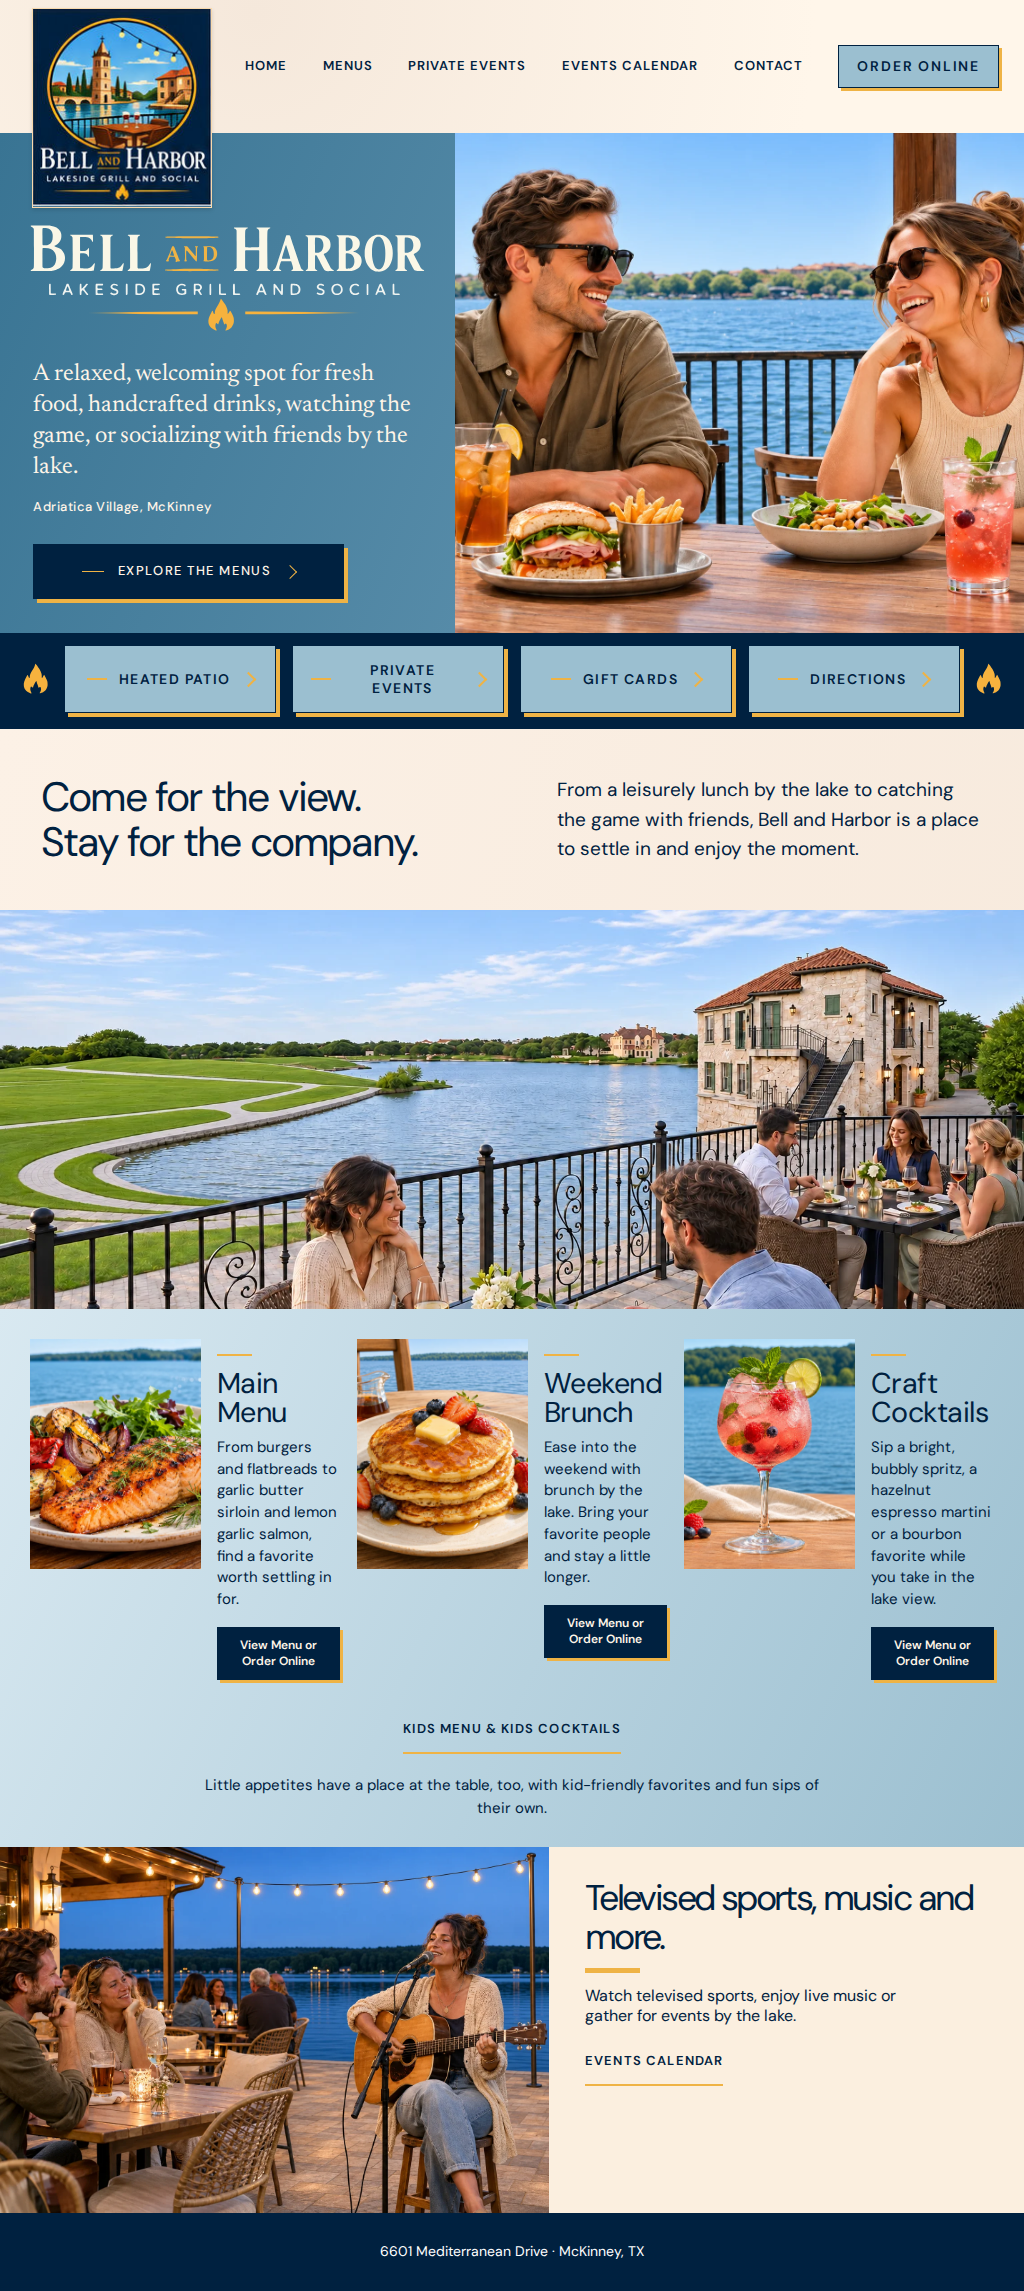 BELL AND HARBOR
LAKESIDE GRILL AND SOCIAL
HOME
MENUS
PRIVATE EVENTS
EVENTS CALENDAR
CONTACT
ORDER ONLINE
BELL AND HARBOR
LAKESIDE GRILL AND SOCIAL
A relaxed, welcoming spot for fresh
food, handcrafted drinks, watching the
game, or socializing with friends by the
lake.
Adriatica Village, McKinney
EXPLORE THE MENUS
HEATED PATIO
PRIVATE
EVENTS
GIFT CARDS
DIRECTIONS
Come for the view.
Stay for the company.
From a leisurely lunch by the lake to catching
the game with friends, Bell and Harbor is a place
to settle in and enjoy the moment.
Main
Menu
From burgers
and flatbreads to
garlic butter
sirloin and lemon
garlic salmon,
find a favorite
worth settling in
for.
View Menu or
Order Online
Weekend
Brunch
Ease into the
weekend with
brunch by the
lake. Bring your
favorite people
and stay a little
longer.
View Menu or
Order Online
Craft
Cocktails
Sip a bright,
bubbly spritz, a
hazelnut
espresso martini
or a bourbon
favorite while
you take in the
lake view.
View Menu or
Order Online
KIDS MENU & KIDS COCKTAILS
Little appetites have a place at the table, too, with kid-friendly favorites and fun sips of
their own.
Televised sports, music and
more.
Watch televised sports, enjoy live music or
gather for events by the lake.
EVENTS CALENDAR
6601 Mediterranean Drive · McKinney, TX